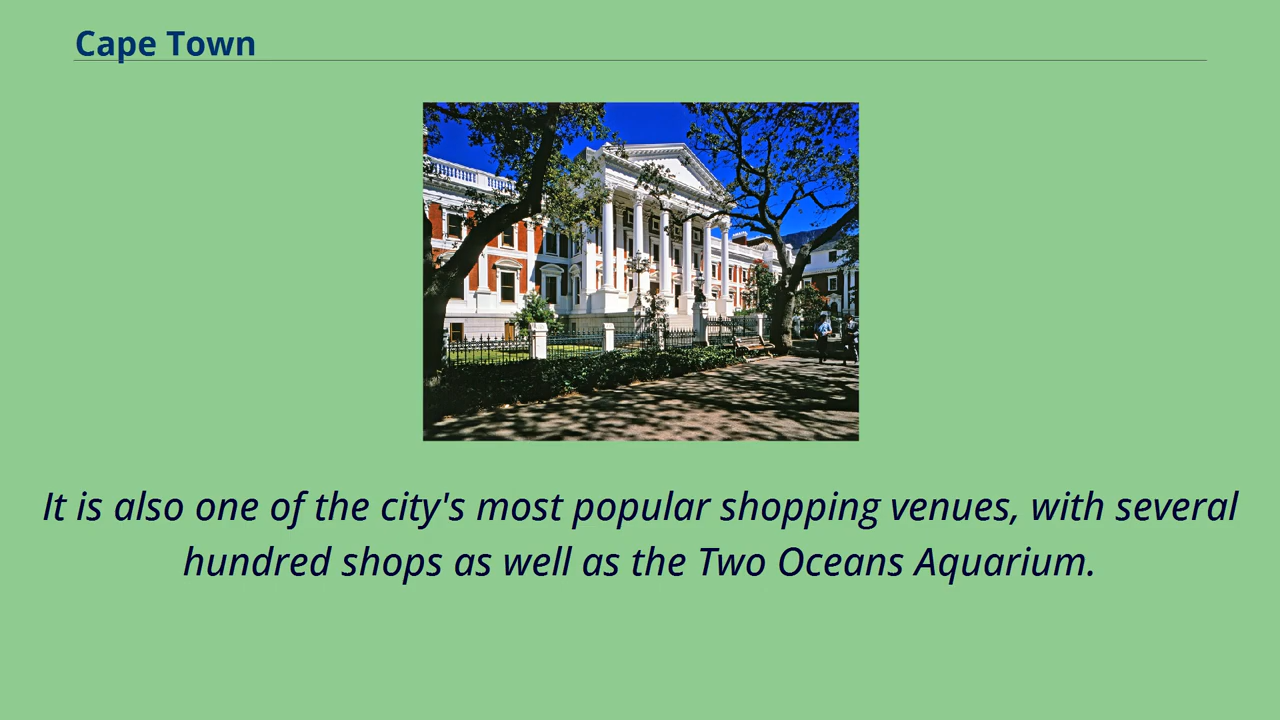 Cape Town
It is also one of the city's most popular shopping venues, with several
hundred shops as well as the Two Oceans Aquarium.